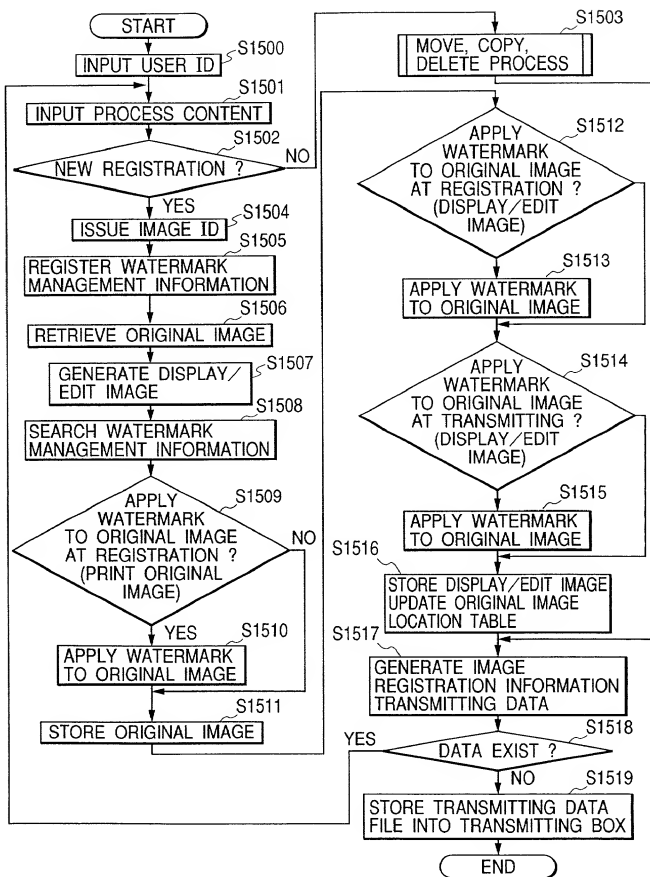 START
S1500
INPUT USER ID
S1501
INPUT PROCESS CONTENT
S1502
NEW REGISTRATION ?
NO
YES
S1504
ISSUE IMAGE ID
S1505
REGISTER WATERMARK
MANAGEMENT INFORMATION
S1506
RETRIEVE ORIGINAL IMAGE
S1507
GENERATE DISPLAY/
EDIT IMAGE
S1508
SEARCH WATERMARK
MANAGEMENT INFORMATION
S1509
APPLY
WATERMARK
TO ORIGINAL IMAGE
AT REGISTRATION ?
(PRINT ORIGINAL
IMAGE)
NO
YES
S1510
APPLY WATERMARK
TO ORIGINAL IMAGE
S1511
STORE ORIGINAL IMAGE
S1503
MOVE, COPY,
DELETE PROCESS
S1512
APPLY
WATERMARK
TO ORIGINAL IMAGE
AT REGISTRATION ?
(DISPLAY/EDIT
IMAGE)
S1513
APPLY WATERMARK
TO ORIGINAL IMAGE
S1514
APPLY
WATERMARK
TO ORIGINAL IMAGE
AT TRANSMITTING ?
(DISPLAY/EDIT
IMAGE)
S1515
APPLY WATERMARK
TO ORIGINAL IMAGE
S1516
STORE DISPLAY/EDIT IMAGE
UPDATE ORIGINAL IMAGE
LOCATION TABLE
S1517
GENERATE IMAGE
REGISTRATION INFORMATION
TRANSMITTING DATA
S1518
YES
DATA EXIST ?
NO
S1519
STORE TRANSMITTING DATA
FILE INTO TRANSMITTING BOX
END